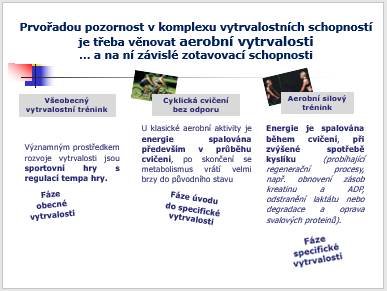 Prvořadou pozornost v komplexu vytrvalostních schopností
je třeba věnovat aerobní vytrvalosti
... a na ní závislé zotavovací schopnosti
Všeobecný
vytrvalostní trénink
Významným prostředkem
rozvoje vytrvalosti jsou
sportovní hry s
regulací tempa hry.
Fáze
obecné
vytrvalosti
Cyklická cvičení
bez odporu
U klasické aerobní aktivity je
energie spalována
především v průběhu
cvičení, po skončení se
metabolismus vrátí velmi
brzy do původního stavu
Fáze úvodu
do specifické
vytrvalosti
Aerobní silový
trénink
Energie je spalována
během cvičení, při
zvýšené spotřebě
kyslíku (probíhající
regenerační procesy,
např. obnovení zásob
kreatinu a ADP,
odstranění laktátu nebo
degradace a oprava
svalových proteinů).
Fáze
specifické
vytrvalosti